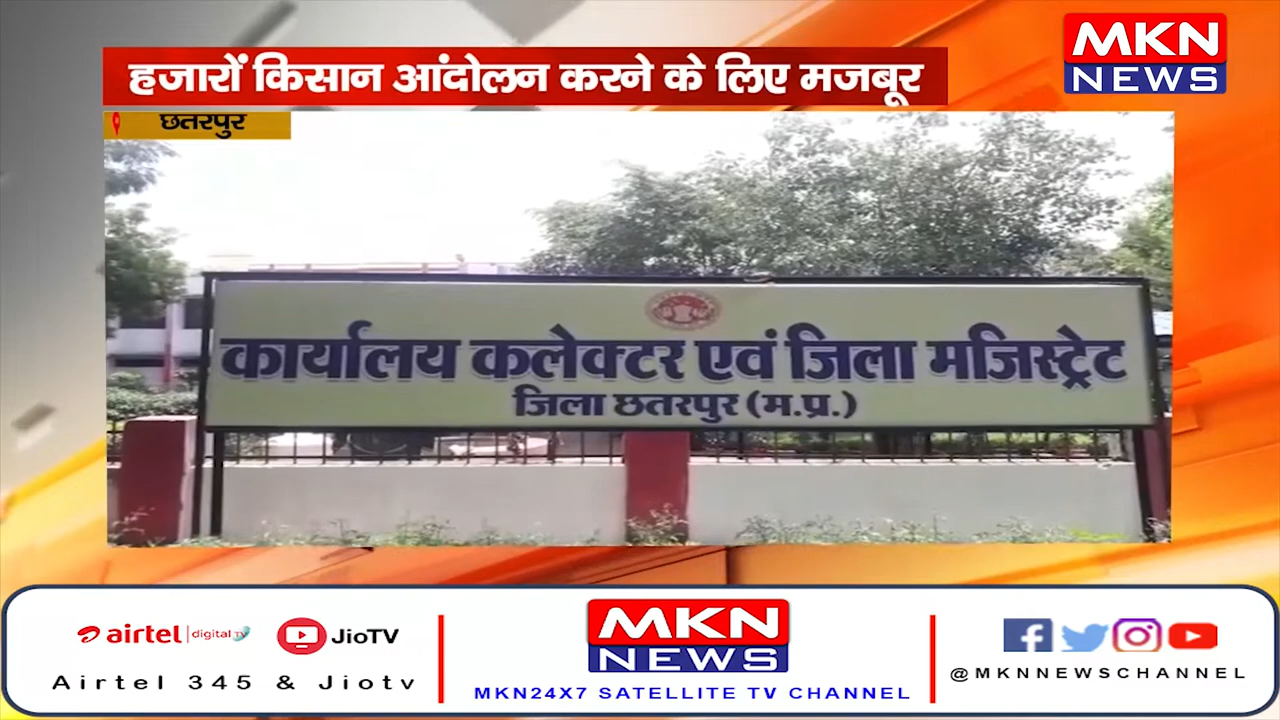 हजारों किसान आंदोलन करने के लिए मजबूर
MKN
NEWS
छतरपुर
कार्यालय कलेक्टर एवं जिला मजिस्ट्रेट
जिला छतरपुर (म.प्र.)
airtel digital TV
JioTV
Airtel 345 & Jiotv
MKN
NEWS
MKN24X7 SATELLITE TV CHANNEL
@MKNNEWSCHANNEL